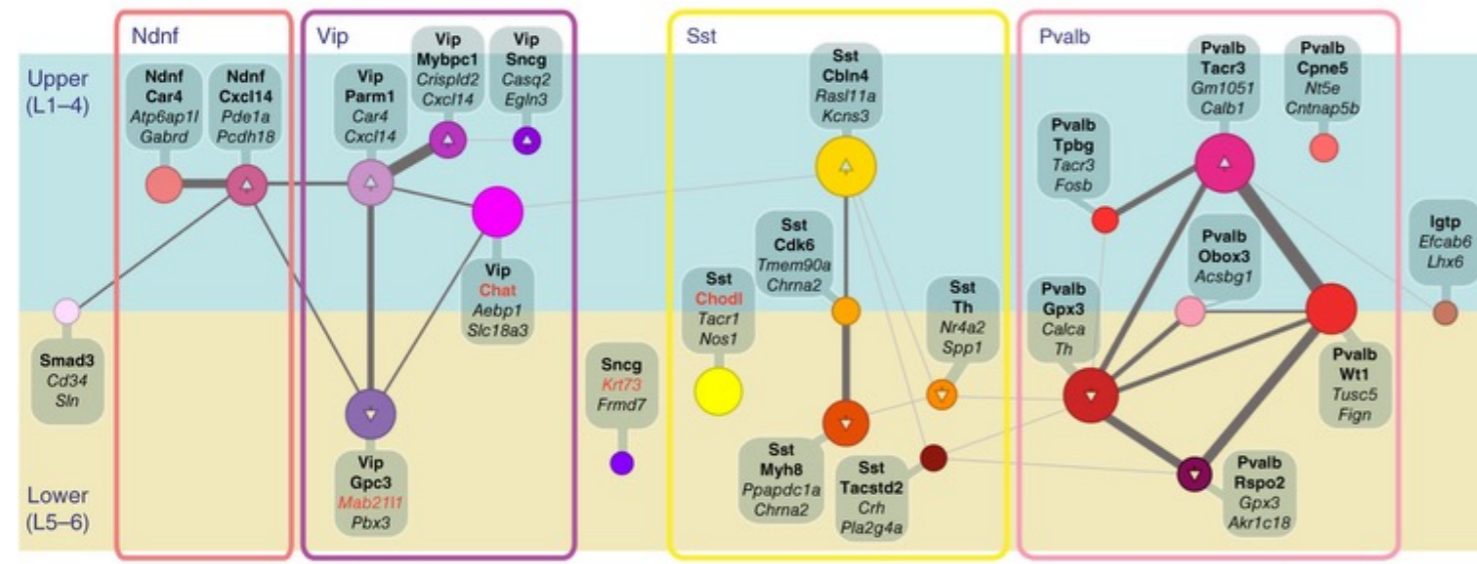 Ndnf
Vip
Sst
Pvalb
Upper
(L1–4)
Lower
(L5–6)
Ndnf
Car4
Atp6ap1l
Gabrd
Ndnf
Cxcl14
Pde1a
Pcdh18
Smad3
Cd34
Sln
Vip
Parm1
Car4
Cxcl14
Vip
Mybpc1
Crispld2
Cxcl14
Vip
Sncg
Casq2
Egln3
Vip
Chat
Aebp1
Slc18a3
Vip
Gpc3
Mab21l1
Pbx3
Sncg
Krt73
Frmd7
Sst
Cbln4
Rasl11a
Kcns3
Sst
Cdk6
Tmem90a
Chrna2
Sst
Chodl
Tacr1
Nos1
Sst
Th
Nr4a2
Spp1
Sst
Myh8
Ppapdc1a
Chrna2
Sst
Tacstd2
Crh
Pla2g4a
Pvalb
Tacr3
Gm1051
Calb1
Pvalb
Cpne5
Nt5e
Cntnap5b
Pvalb
Tpbg
Tacr3
Fosb
Pvalb
Obox3
Acsbg1
Pvalb
Gpx3
Calca
Th
Pvalb
Wt1
Tusc5
Fign
Pvalb
Rspo2
Gpx3
Akr1c18
Igtp
Efcab6
Lhx6